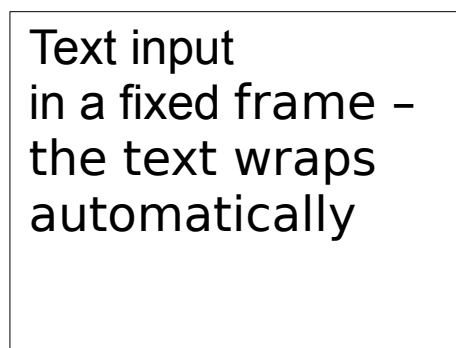 Text input
in a fixed frame –
the text wraps
automatically